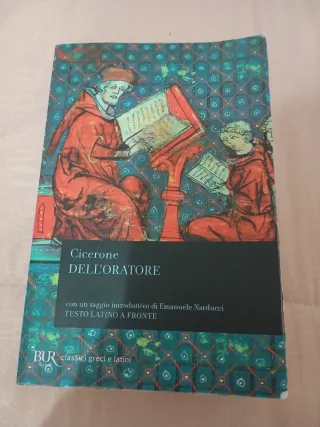 Cicerone
DELL'ORATORE
con un saggio introduttivo di Emanuele Narducci
TESTO LATINO A FRONTE
BUR classici greci e latini